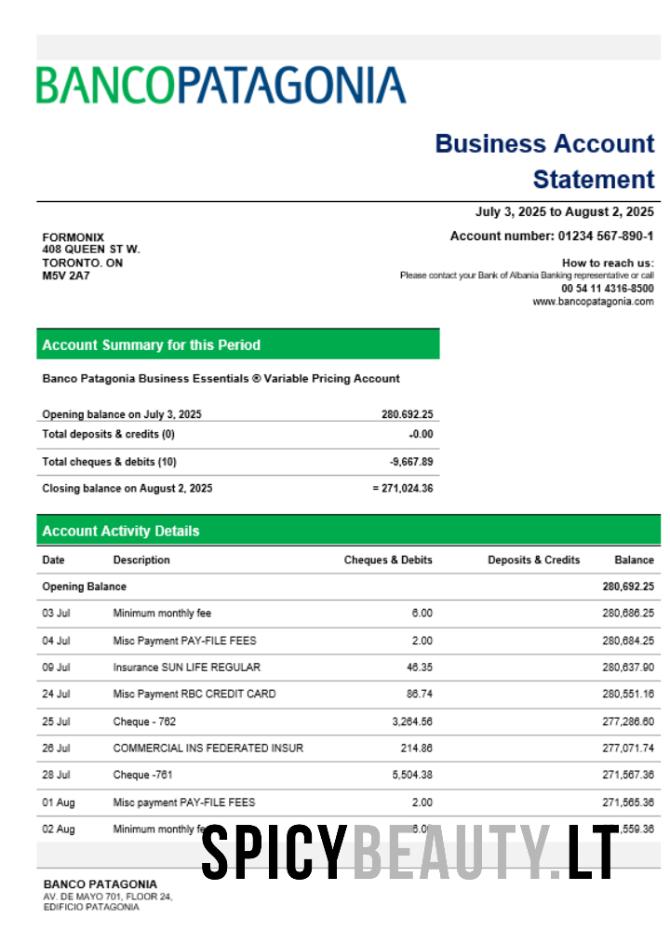 BANCOPATAGONIA
Business Account
Statement
July 3, 2025 to August 2, 2025
FORMONIX
408 QUEEN ST W.
TORONTO. ON
M5V 2A7
Account number: 01234 567-890-1
How to reach us:
Please contact your Bank of Albania Banking representative or call
00 54 11 4316-8500
www.bancopatagonia.com
Account Summary for this Period
Banco Patagonia Business Essentials ® Variable Pricing Account
Opening balance on July 3, 2025 280.692.25
Total deposits & credits (0) -0.00
Total cheques & debits (10) -9,667.89
Closing balance on August 2, 2025 = 271,024.36
Account Activity Details
Date Description Cheques & Debits Deposits & Credits Balance
Opening Balance 280,692.25
03 Jul Minimum monthly fee 6.00 280,686.25
04 Jul Misc Payment PAY-FILE FEES 2.00 280,684.25
09 Jul Insurance SUN LIFE REGULAR 46.35 280,637.90
24 Jul Misc Payment RBC CREDIT CARD 86.74 280,551.16
25 Jul Cheque - 762 3,264.56 277,286.60
26 Jul COMMERCIAL INS FEDERATED INSUR 214.86 277,071.74
28 Jul Cheque -761 5,504.38 271,567.36
01 Aug Misc payment PAY-FILE FEES 2.00 271,565.36
02 Aug Minimum monthly
SPICYBEAUTY.LT
BANCO PATAGONIA
AV. DE MAYO 701, FLOOR 24,
EDIFICIO PATAGONIA